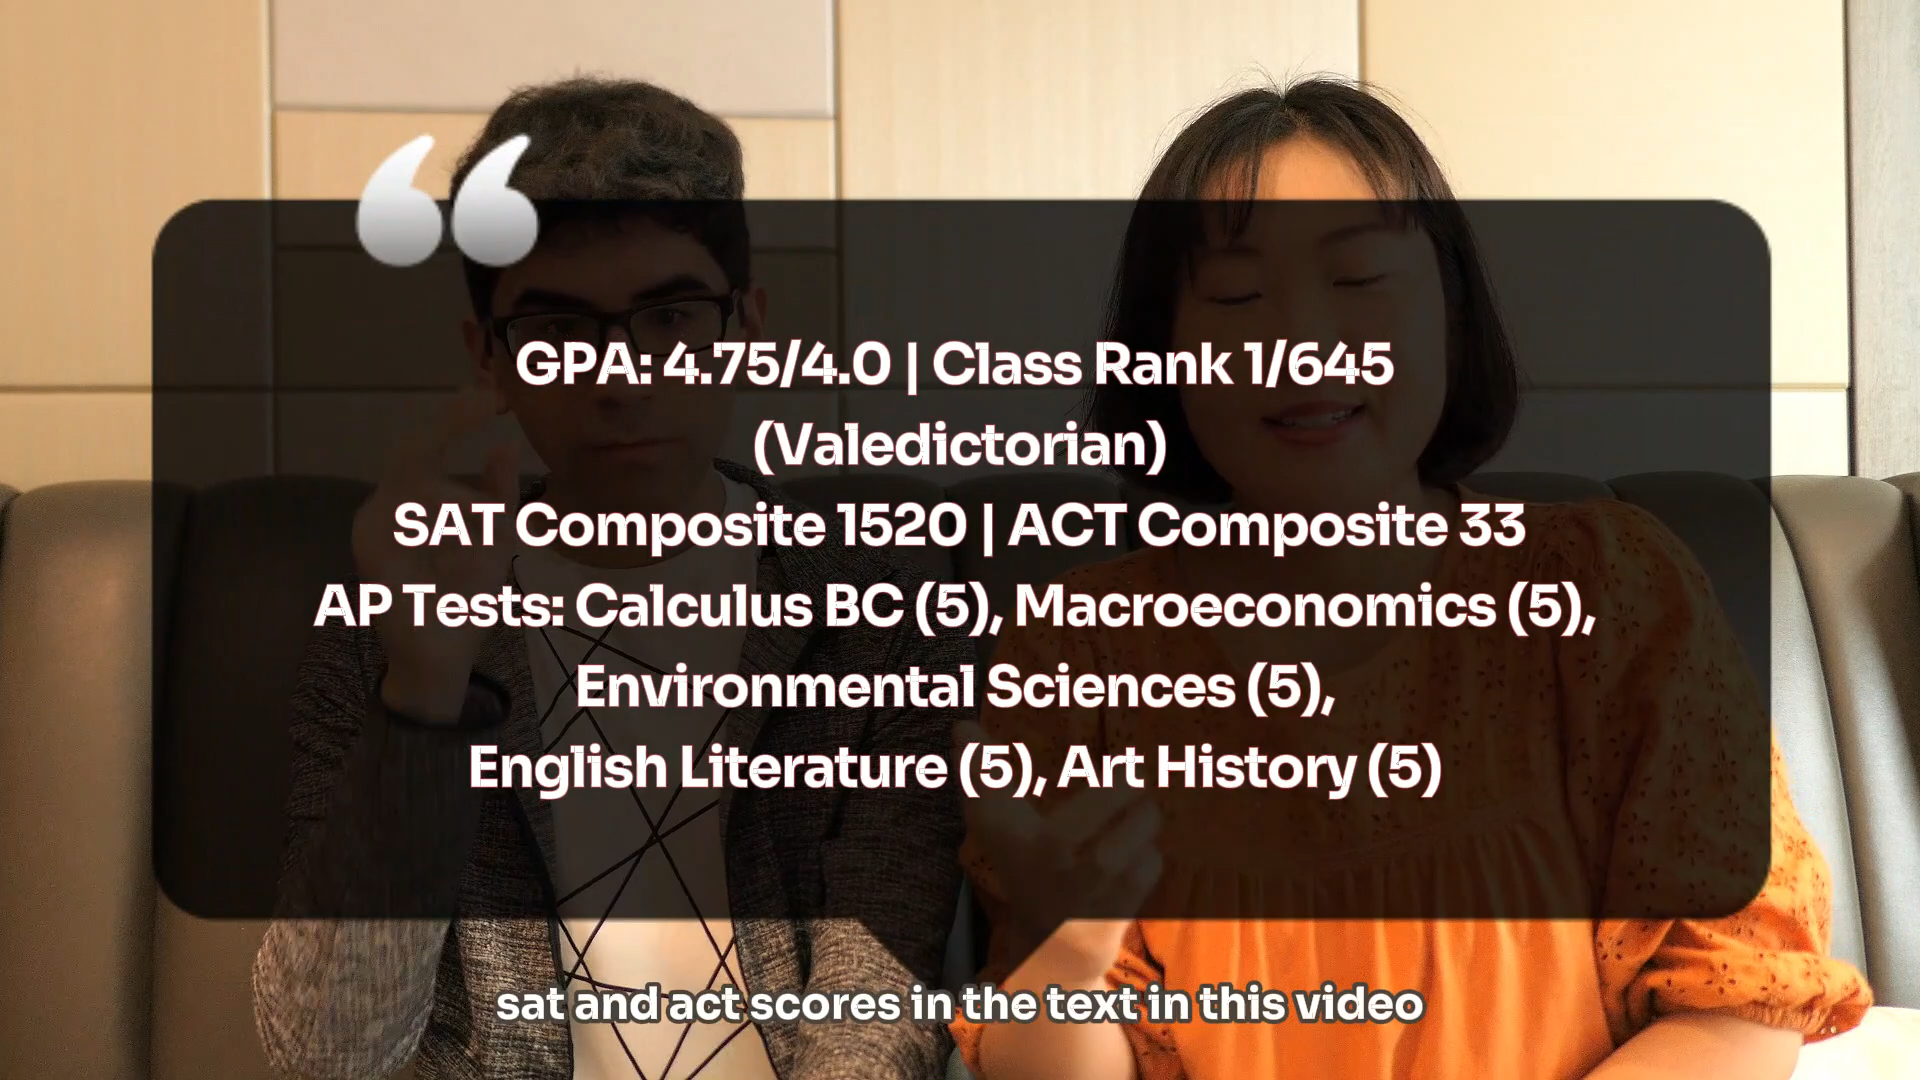 GPA: 4.75/4.0 | Class Rank 1/645
(Valedictorian)
SAT Composite 1520 | ACT Composite 33
AP Tests: Calculus BC (5), Macroeconomics (5),
Environmental Sciences (5),
English Literature (5), Art History (5)
sat and act scores in the text in this video